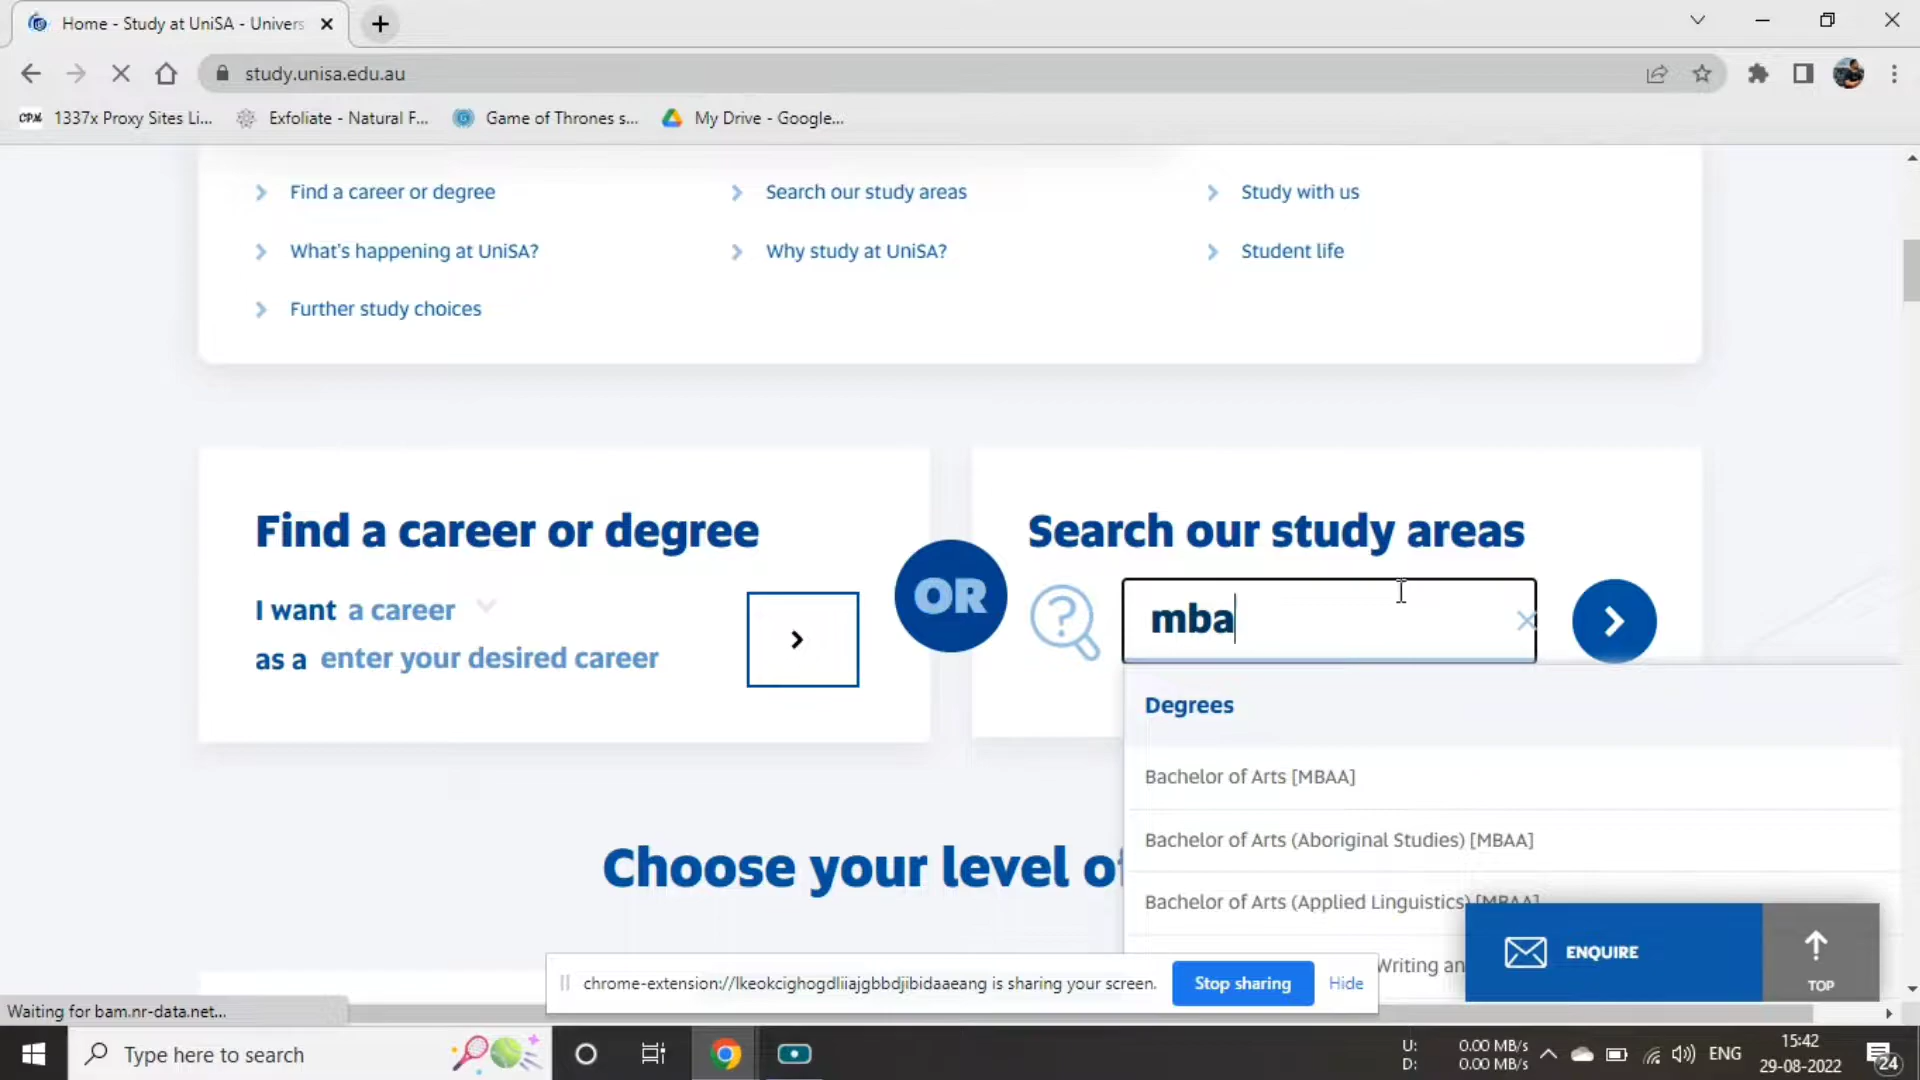 Home - Study at UniSA - Univers
study.unisa.edu.au
CPM 1337x Proxy Sites Li... Exfoliate - Natural F... Game of Thrones s... My Drive - Google...
Find a career or degree Search our study areas Study with us
What's happening at UniSA? Why study at UniSA? Student life
Further study choices
Find a career or degree
I want a career
as a enter your desired career
OR
Search our study areas
mba
Degrees
Bachelor of Arts [MBAA]
Bachelor of Arts (Aboriginal Studies) [MBAA]
Bachelor of Arts (Applied Linguistics) [MBAA]
Writing an
Choose your level of
ENQUIRE
TOP
chrome-extension://lkeokcighogdliiajgbbdjibidaaeang is sharing your screen. Stop sharing Hide
Waiting for bam.nr-data.net...
Type here to search
U: 0.00 MB/s
D: 0.00 MB/s
ENG
15:42
29-08-2022
24